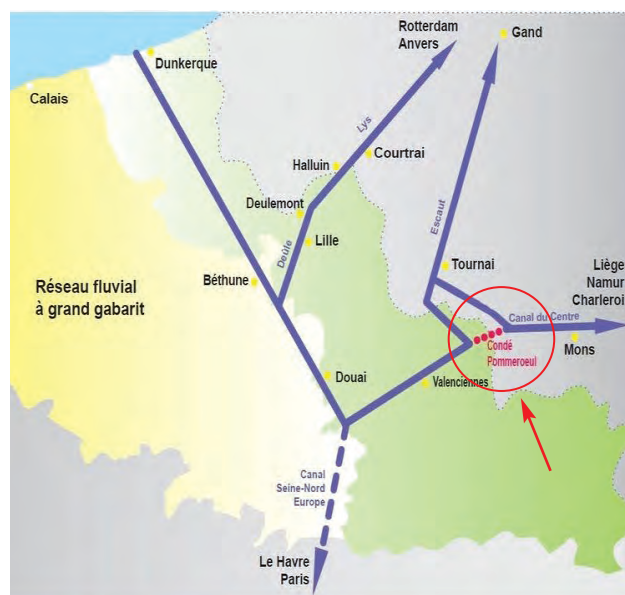 Rotterdam
Anvers
Gand
Dunkerque
Calais
Lys
Courtrai
Halluin
Deulemont
Lille
Deûle
Escaut
Tournai
Béthune
Réseau fluvial
à grand gabarit
Liège
Namur
Charleroi
Canal du Centre
Condé
Pommeroeul
Mons
Douai
Valenciennes
Canal
Seine-Nord
Europe
Le Havre
Paris